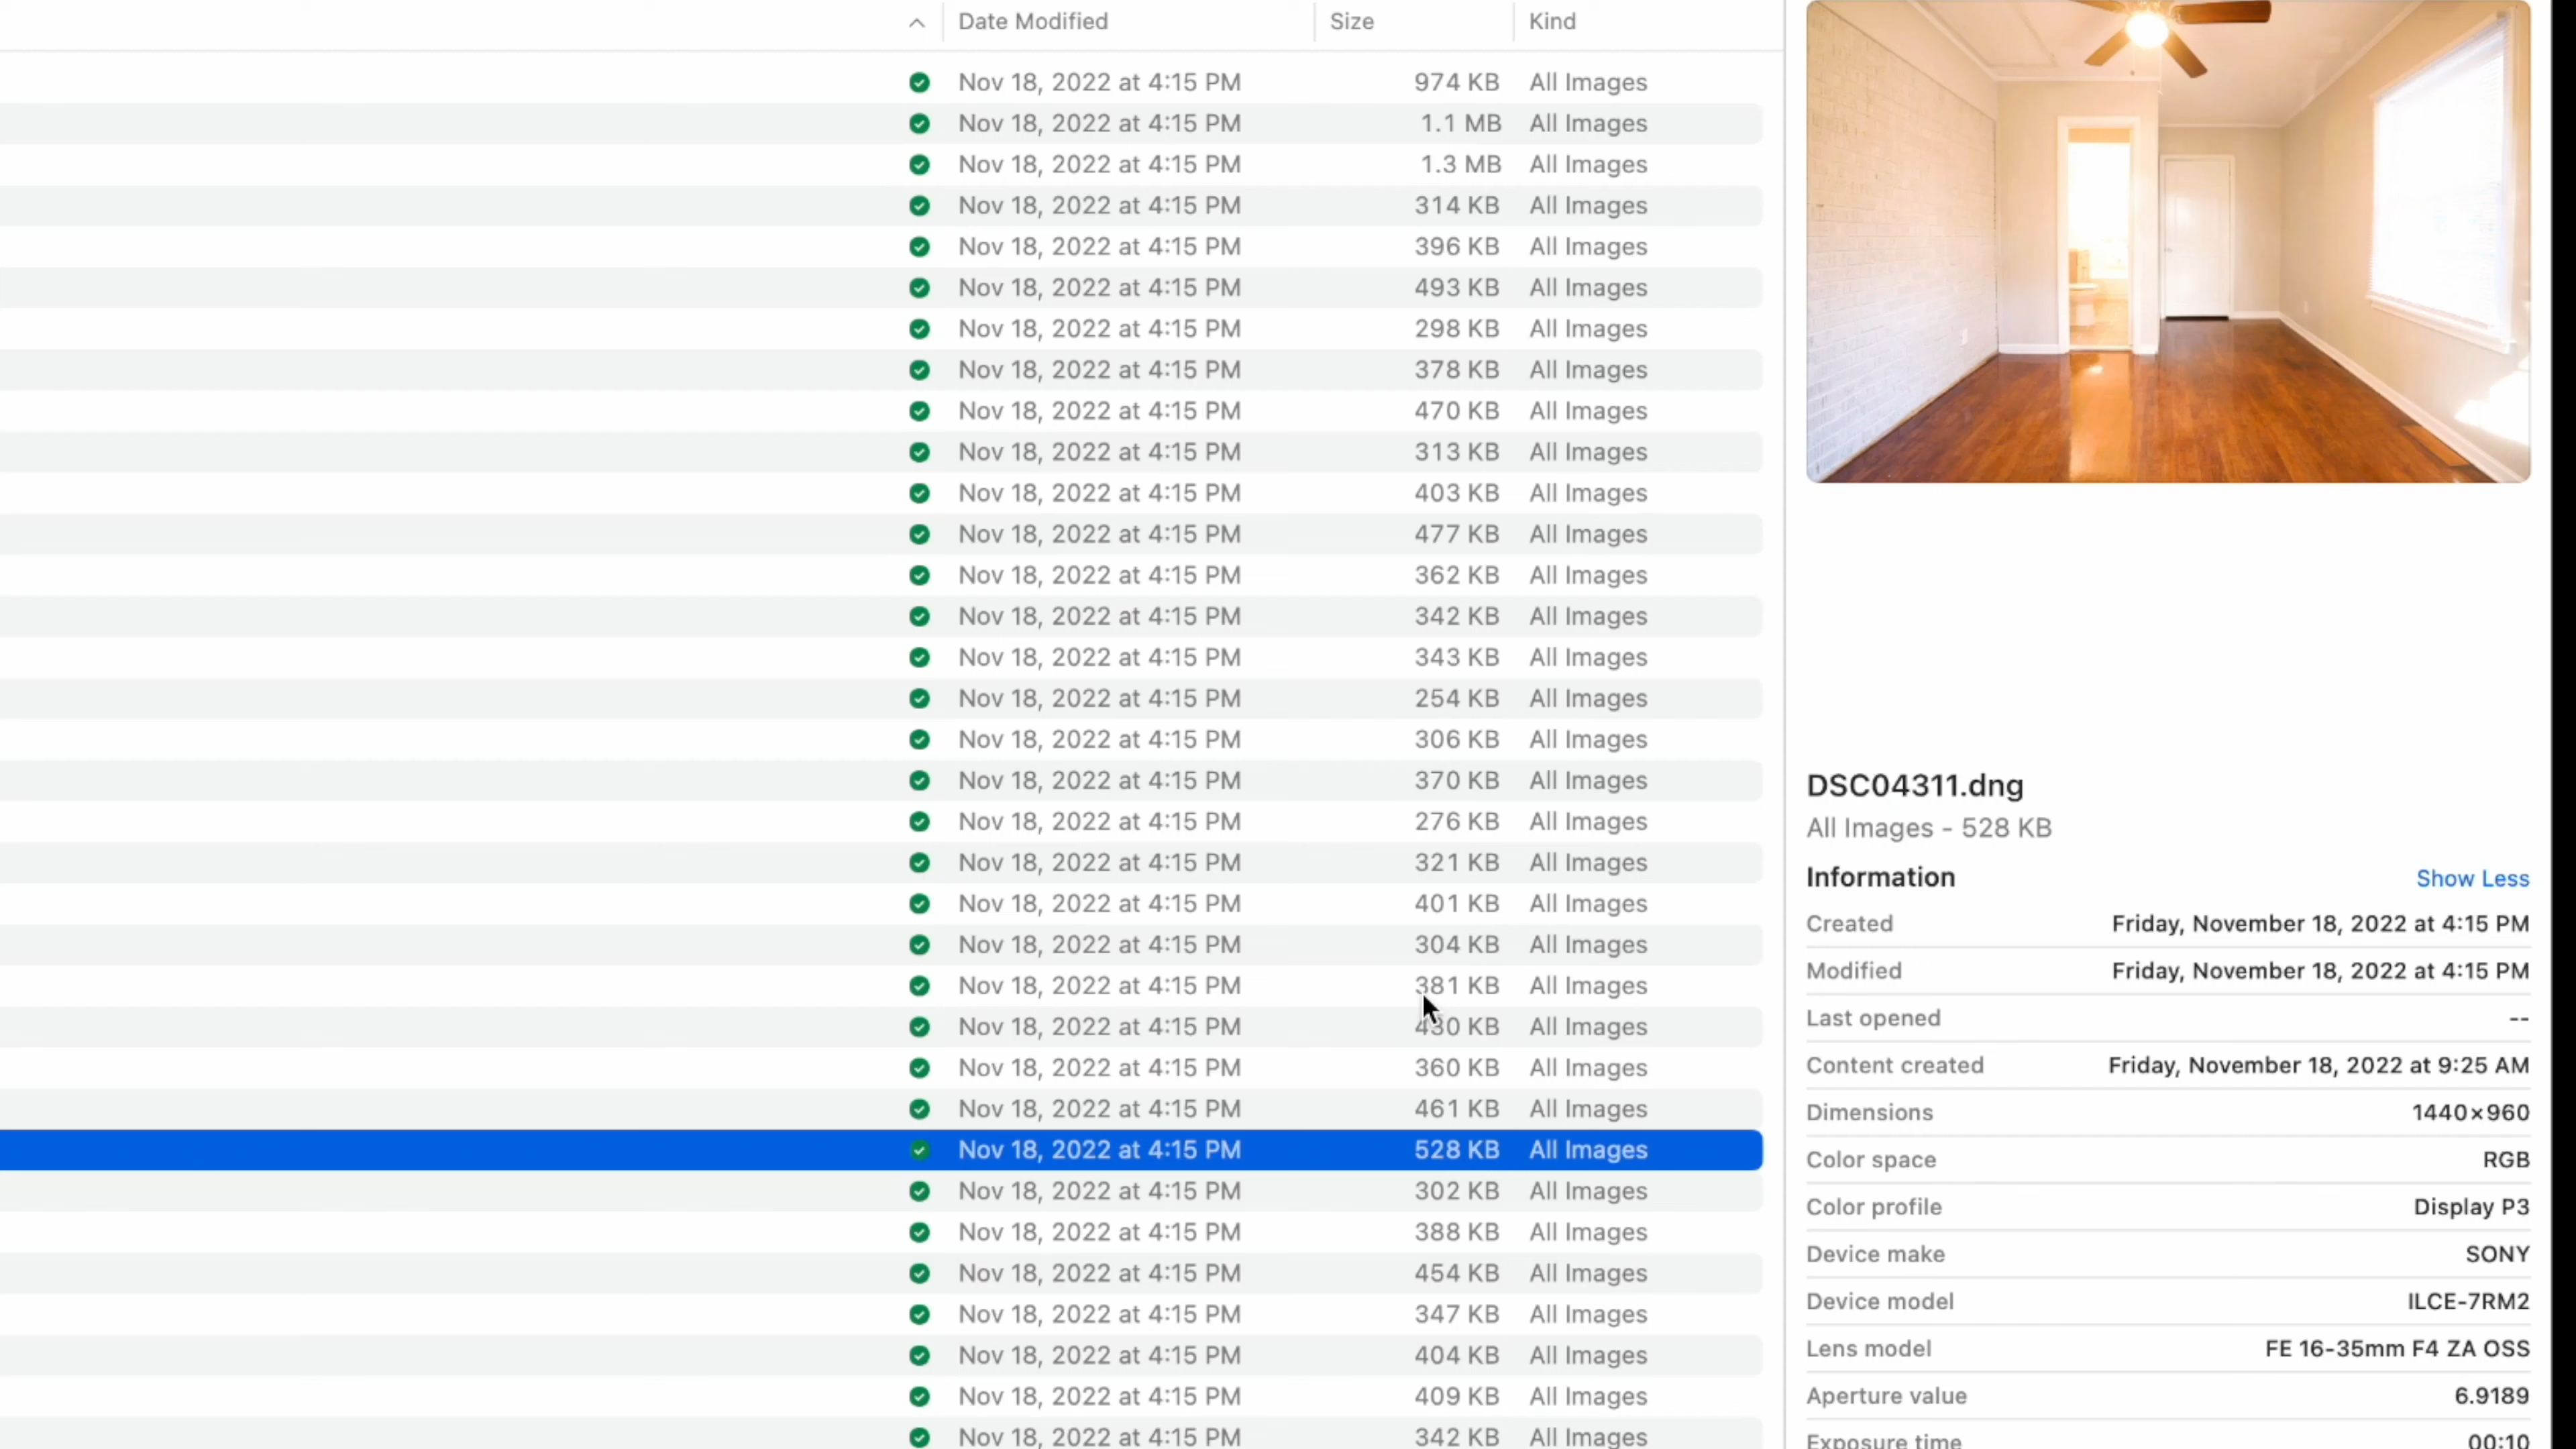 Date Modified Size Kind
Nov 18, 2022 at 4:15 PM 974 KB All Images
Nov 18, 2022 at 4:15 PM 1.1 MB All Images
Nov 18, 2022 at 4:15 PM 1.3 MB All Images
Nov 18, 2022 at 4:15 PM 314 KB All Images
Nov 18, 2022 at 4:15 PM 396 KB All Images
Nov 18, 2022 at 4:15 PM 493 KB All Images
Nov 18, 2022 at 4:15 PM 298 KB All Images
Nov 18, 2022 at 4:15 PM 378 KB All Images
Nov 18, 2022 at 4:15 PM 470 KB All Images
Nov 18, 2022 at 4:15 PM 313 KB All Images
Nov 18, 2022 at 4:15 PM 403 KB All Images
Nov 18, 2022 at 4:15 PM 477 KB All Images
Nov 18, 2022 at 4:15 PM 362 KB All Images
Nov 18, 2022 at 4:15 PM 342 KB All Images
Nov 18, 2022 at 4:15 PM 343 KB All Images
Nov 18, 2022 at 4:15 PM 254 KB All Images
Nov 18, 2022 at 4:15 PM 306 KB All Images
Nov 18, 2022 at 4:15 PM 370 KB All Images
Nov 18, 2022 at 4:15 PM 276 KB All Images
Nov 18, 2022 at 4:15 PM 321 KB All Images
Nov 18, 2022 at 4:15 PM 401 KB All Images
Nov 18, 2022 at 4:15 PM 304 KB All Images
Nov 18, 2022 at 4:15 PM 381 KB All Images
Nov 18, 2022 at 4:15 PM 430 KB All Images
Nov 18, 2022 at 4:15 PM 360 KB All Images
Nov 18, 2022 at 4:15 PM 461 KB All Images
Nov 18, 2022 at 4:15 PM 528 KB All Images
Nov 18, 2022 at 4:15 PM 302 KB All Images
Nov 18, 2022 at 4:15 PM 388 KB All Images
Nov 18, 2022 at 4:15 PM 454 KB All Images
Nov 18, 2022 at 4:15 PM 347 KB All Images
Nov 18, 2022 at 4:15 PM 404 KB All Images
Nov 18, 2022 at 4:15 PM 409 KB All Images
Nov 18, 2022 at 4:15 PM 342 KB All Images
DSC04311.dng
All Images - 528 KB
Information Show Less
Created Friday, November 18, 2022 at 4:15 PM
Modified Friday, November 18, 2022 at 4:15 PM
Last opened --
Content created Friday, November 18, 2022 at 9:25 AM
Dimensions 1440×960
Color space RGB
Color profile Display P3
Device make SONY
Device model ILCE-7RM2
Lens model FE 16-35mm F4 ZA OSS
Aperture value 6.9189
Exposure time 00:10